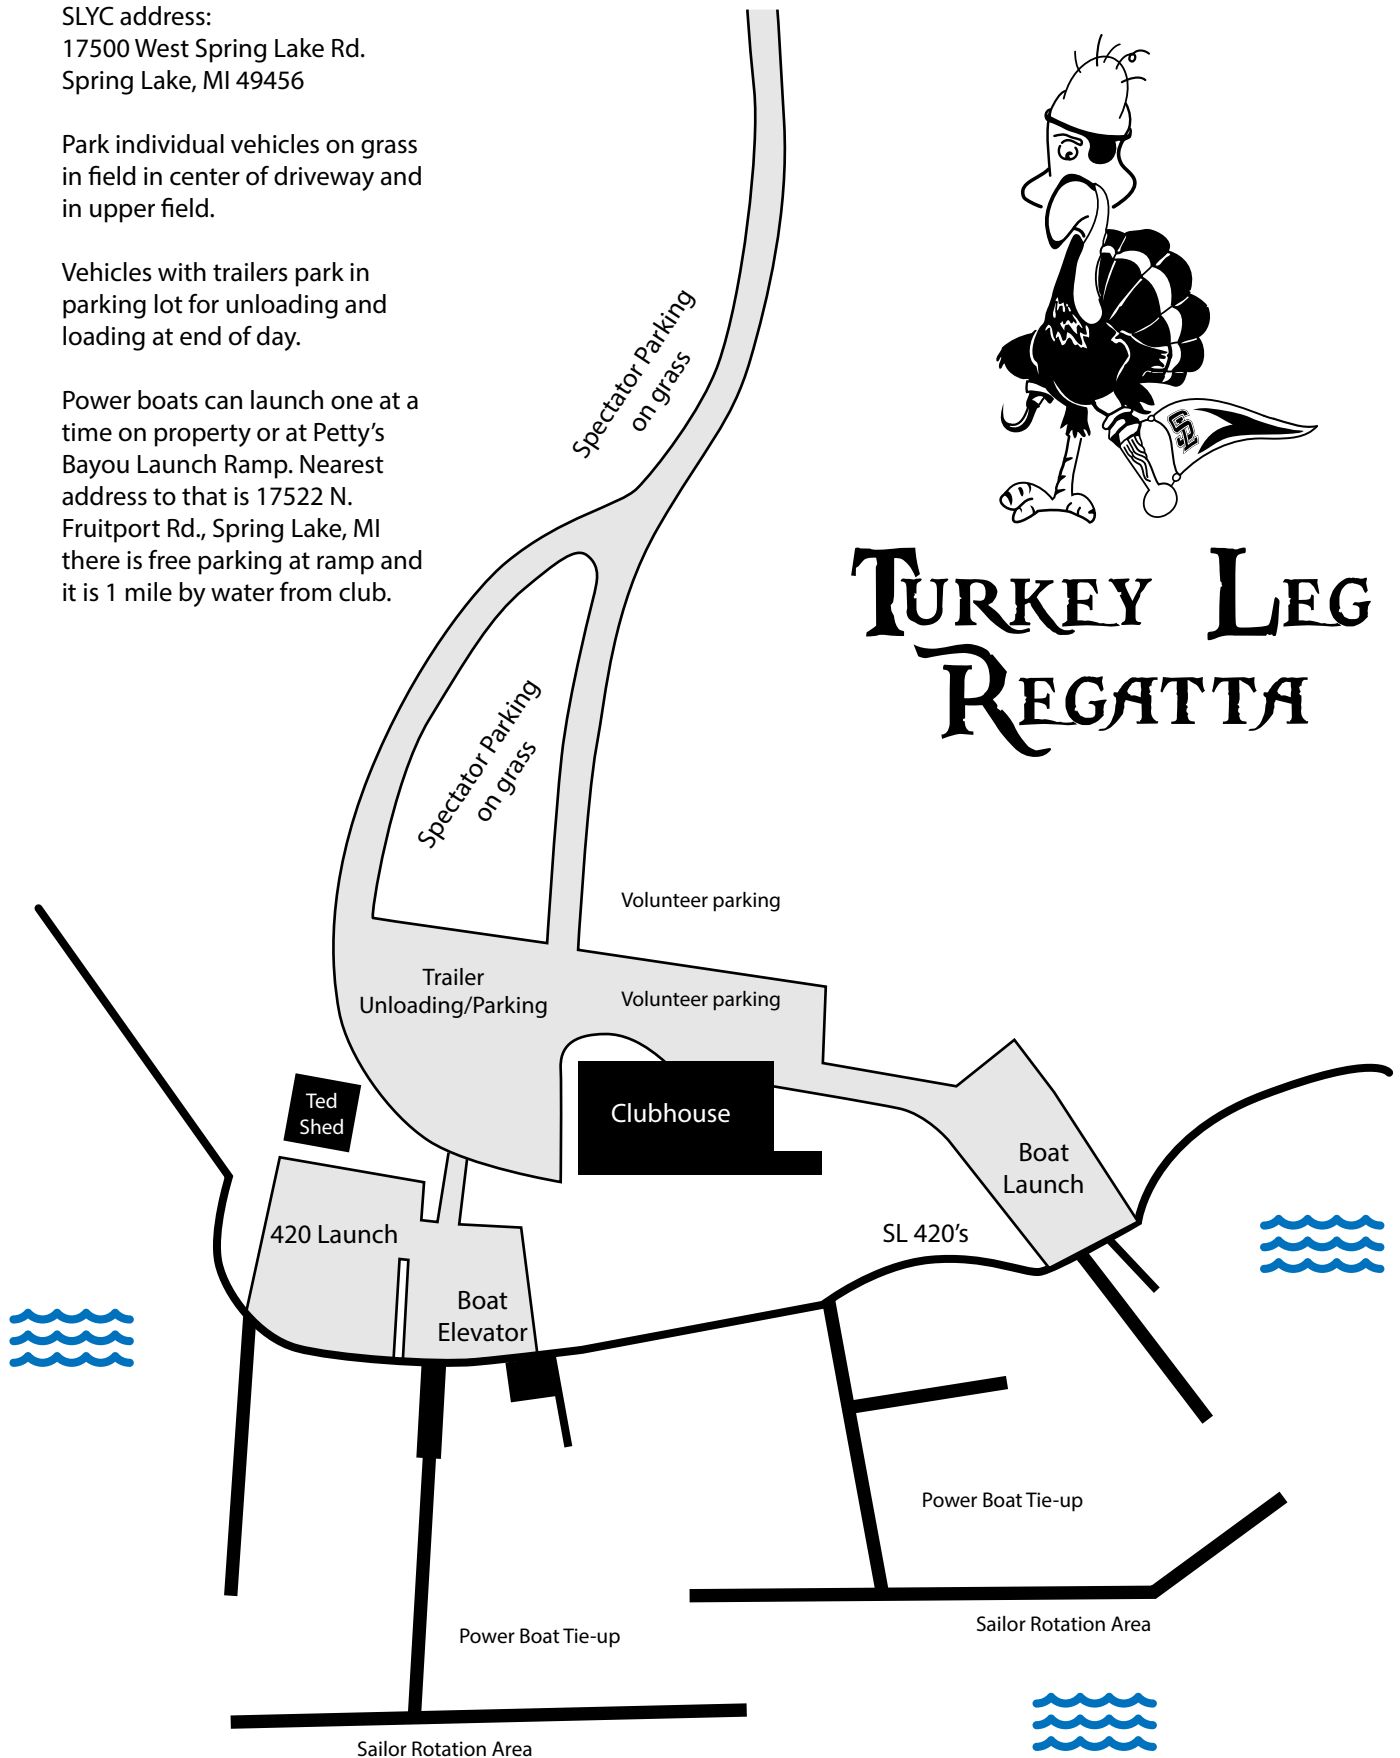 SLYC address:
17500 West Spring Lake Rd.
Spring Lake, MI 49456
Park individual vehicles on grass
in field in center of driveway and
in upper field.
Vehicles with trailers park in
parking lot for unloading and
loading at end of day.
Power boats can launch one at a
time on property or at Petty's
Bayou Launch Ramp. Nearest
address to that is 17522 N.
Fruitport Rd., Spring Lake, MI
there is free parking at ramp and
it is 1 mile by water from club.
SL
Turkey Leg
Regatta
Spectator Parking
on grass
Spectator Parking
on grass
Volunteer parking
Trailer
Unloading/Parking
Volunteer parking
Ted
Shed
Clubhouse
Boat
Launch
420 Launch
SL 420's
Boat
Elevator
Power Boat Tie-up
Sailor Rotation Area
Power Boat Tie-up
Sailor Rotation Area